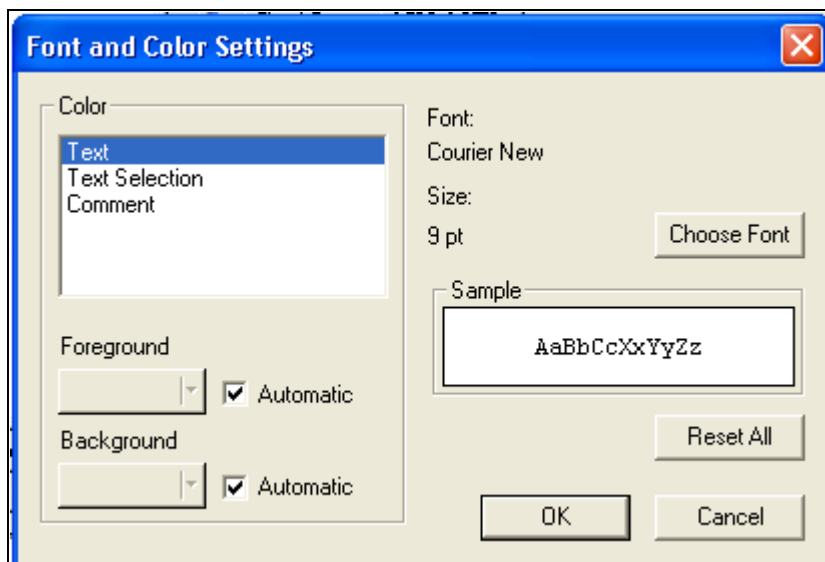 Font and Color Settings
Color
Text
Text Selection
Comment
Foreground
Automatic
Background
Automatic
Font:
Courier New
Size:
9 pt
Choose Font
Sample
AaBbCcXxYyZz
Reset All
OK
Cancel